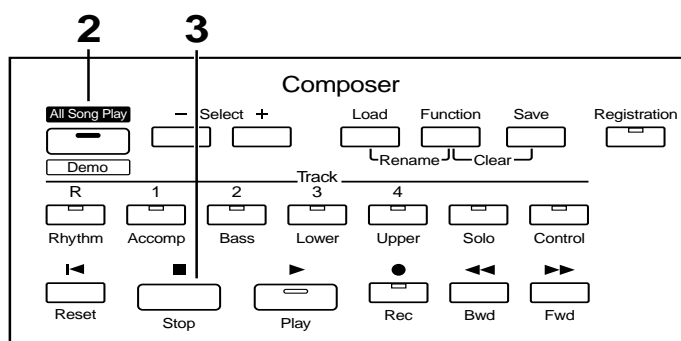 2 3
Composer
All Song Play − Select + Load Function Save Registration
Demo Rename Clear
Track
R 1 2 3 4
Rhythm Accomp Bass Lower Upper Solo Control
Reset Stop Play Rec Bwd Fwd